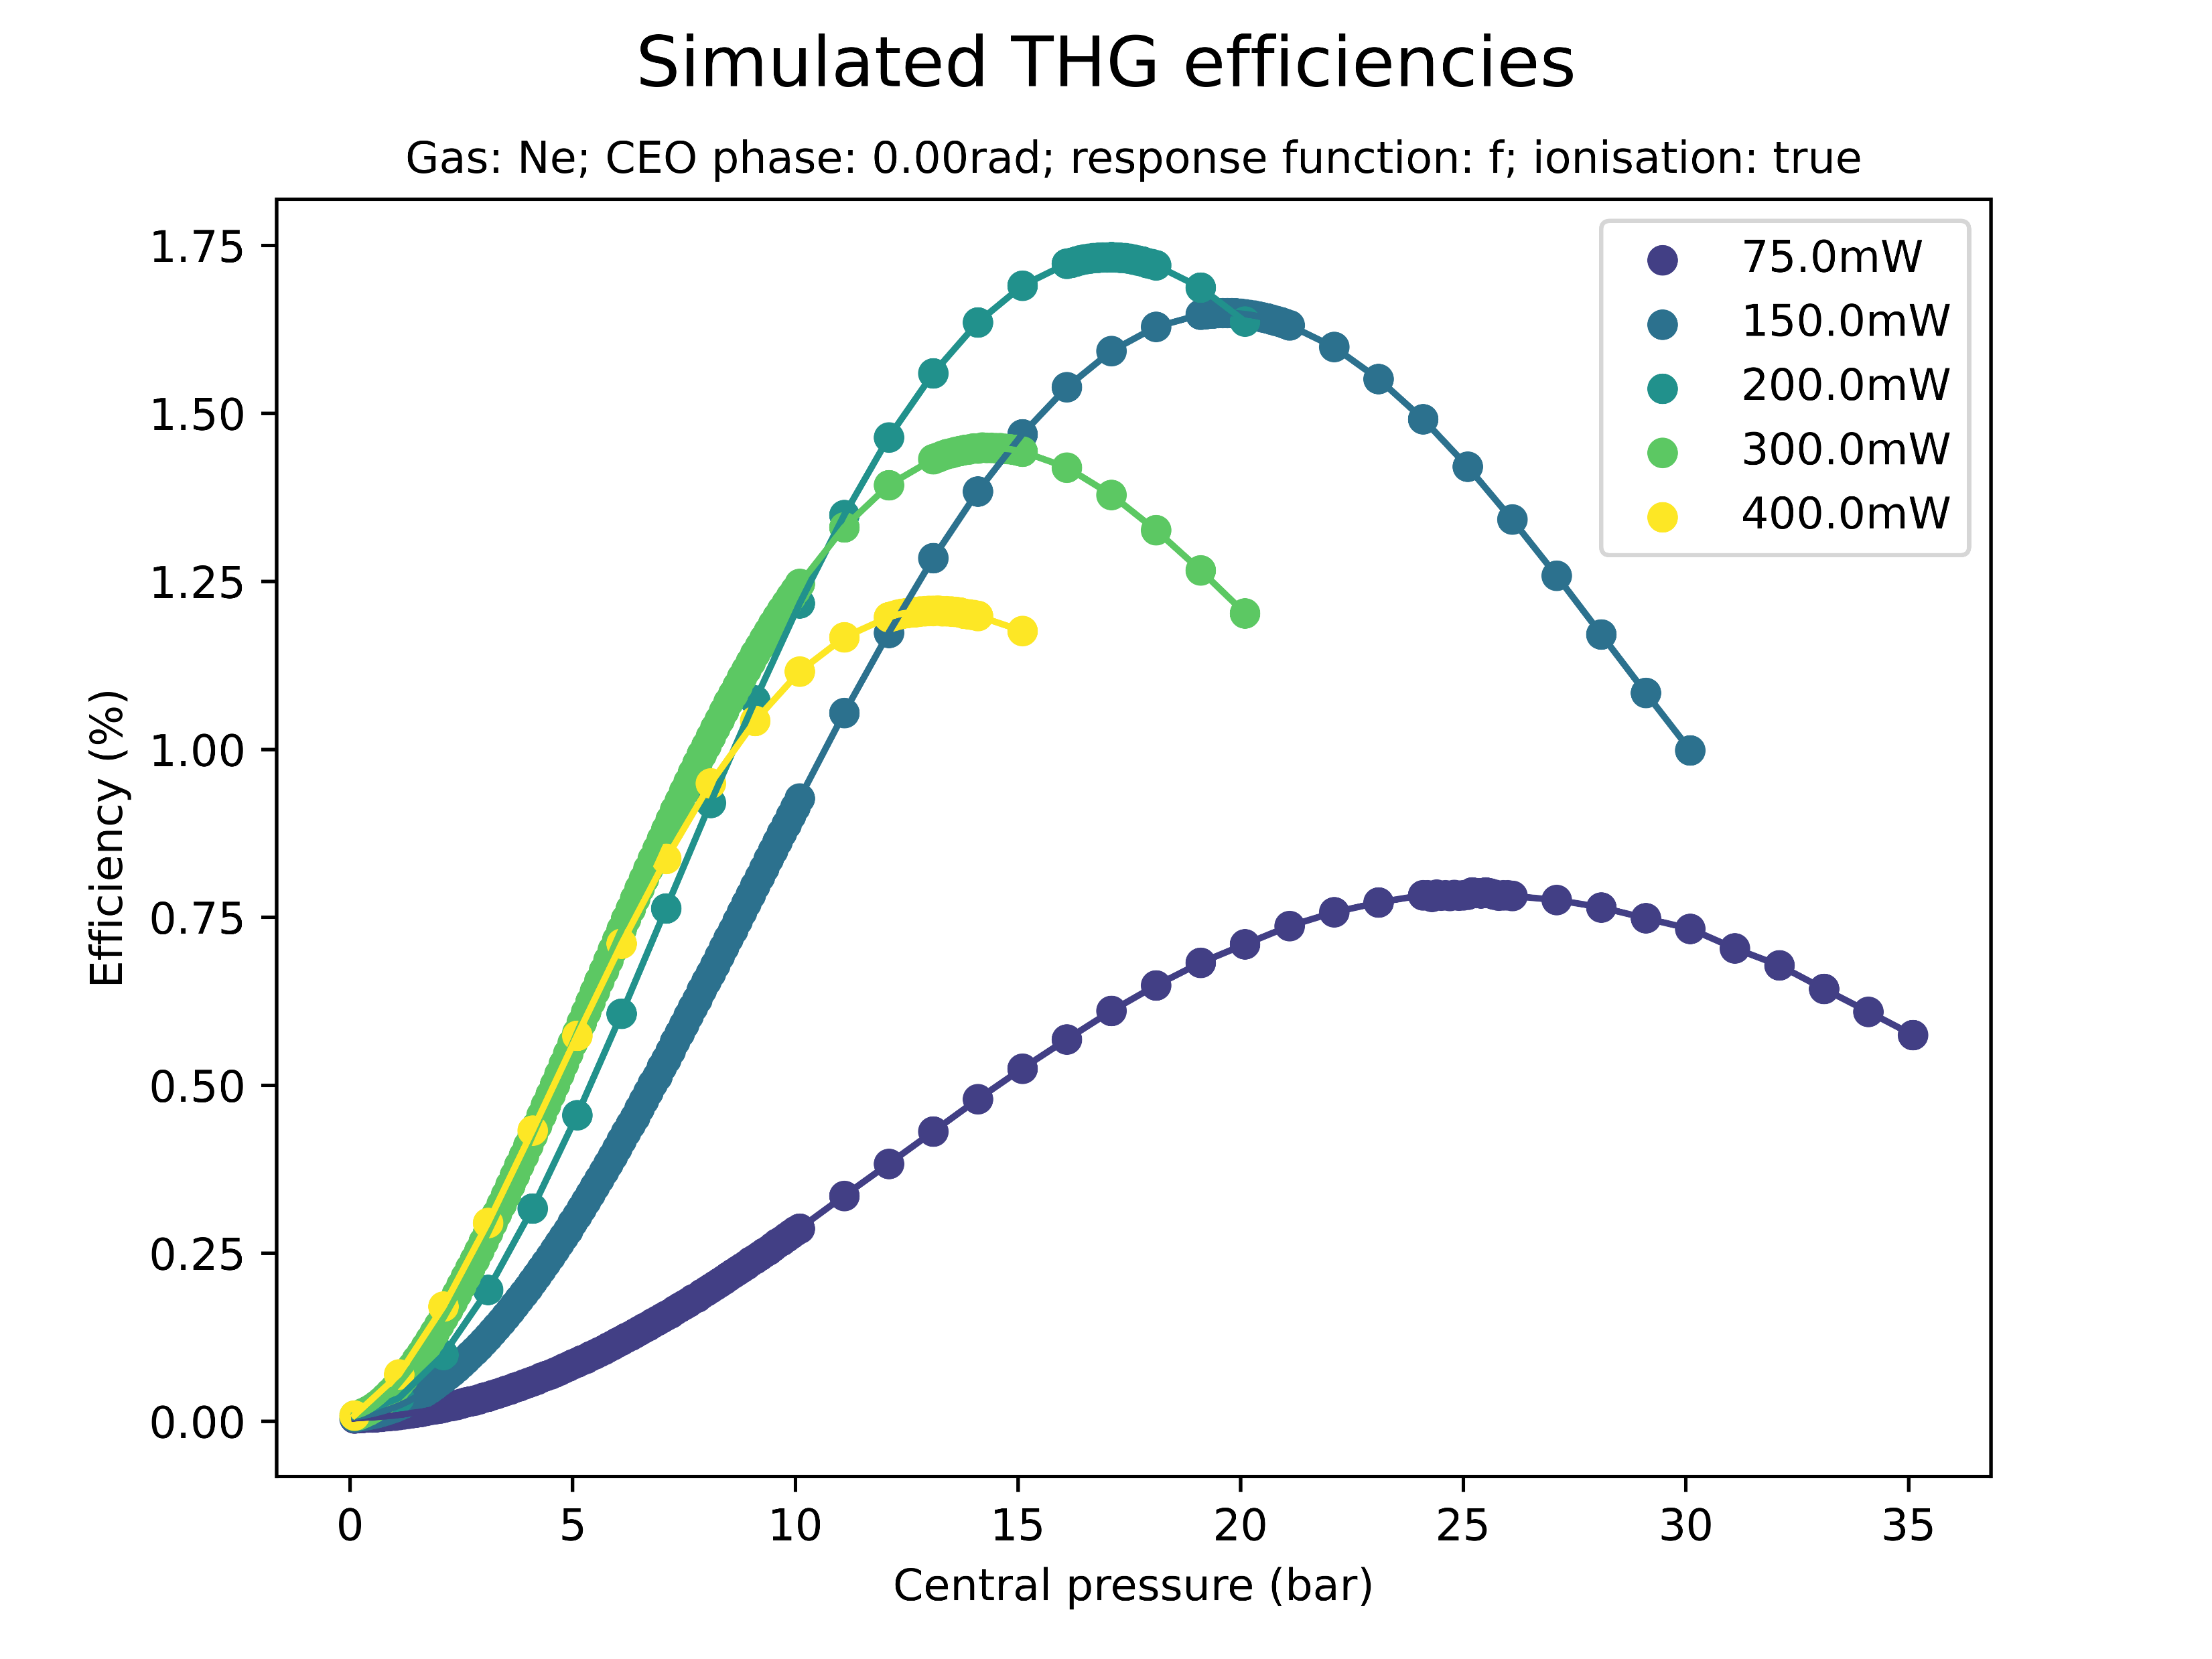 Simulated THG efficiencies
Gas: Ne; CEO phase: 0.00rad; response function: f; ionisation: true
75.0mW
150.0mW
200.0mW
300.0mW
400.0mW
Efficiency (%)
1.75
1.50
1.25
1.00
0.75
0.50
0.25
0.00
0 5 10 15 20 25 30 35
Central pressure (bar)